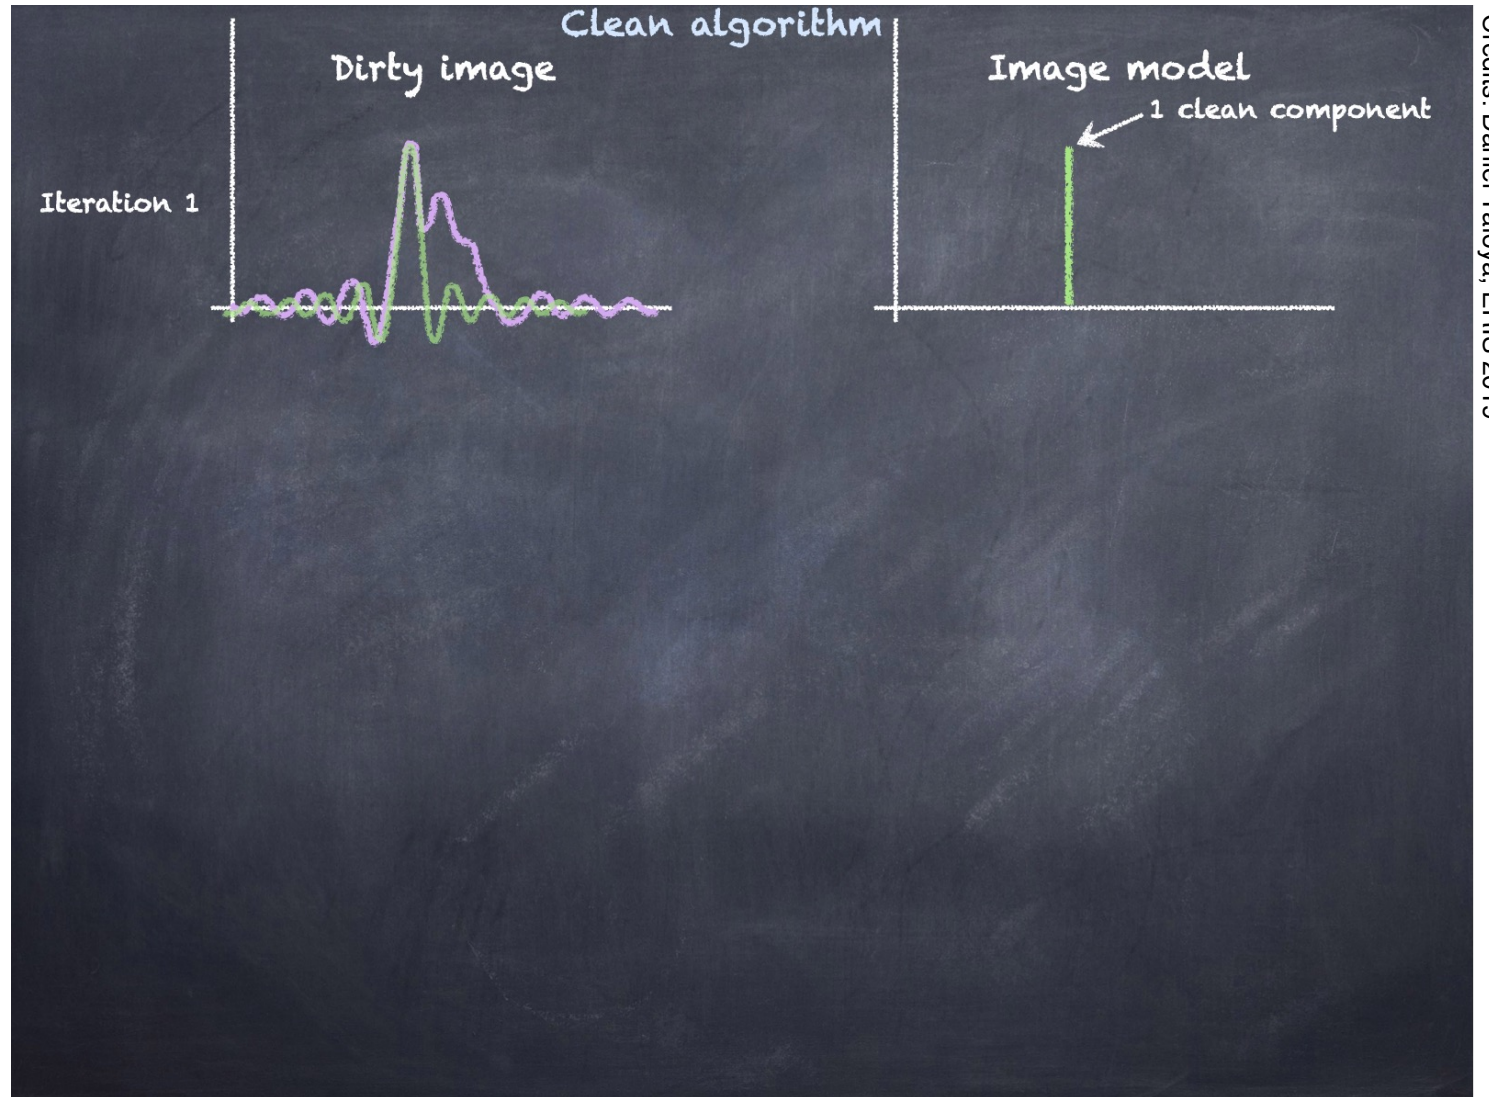 Clean algorithm
Dirty image
Image model
1 clean component
Iteration 1